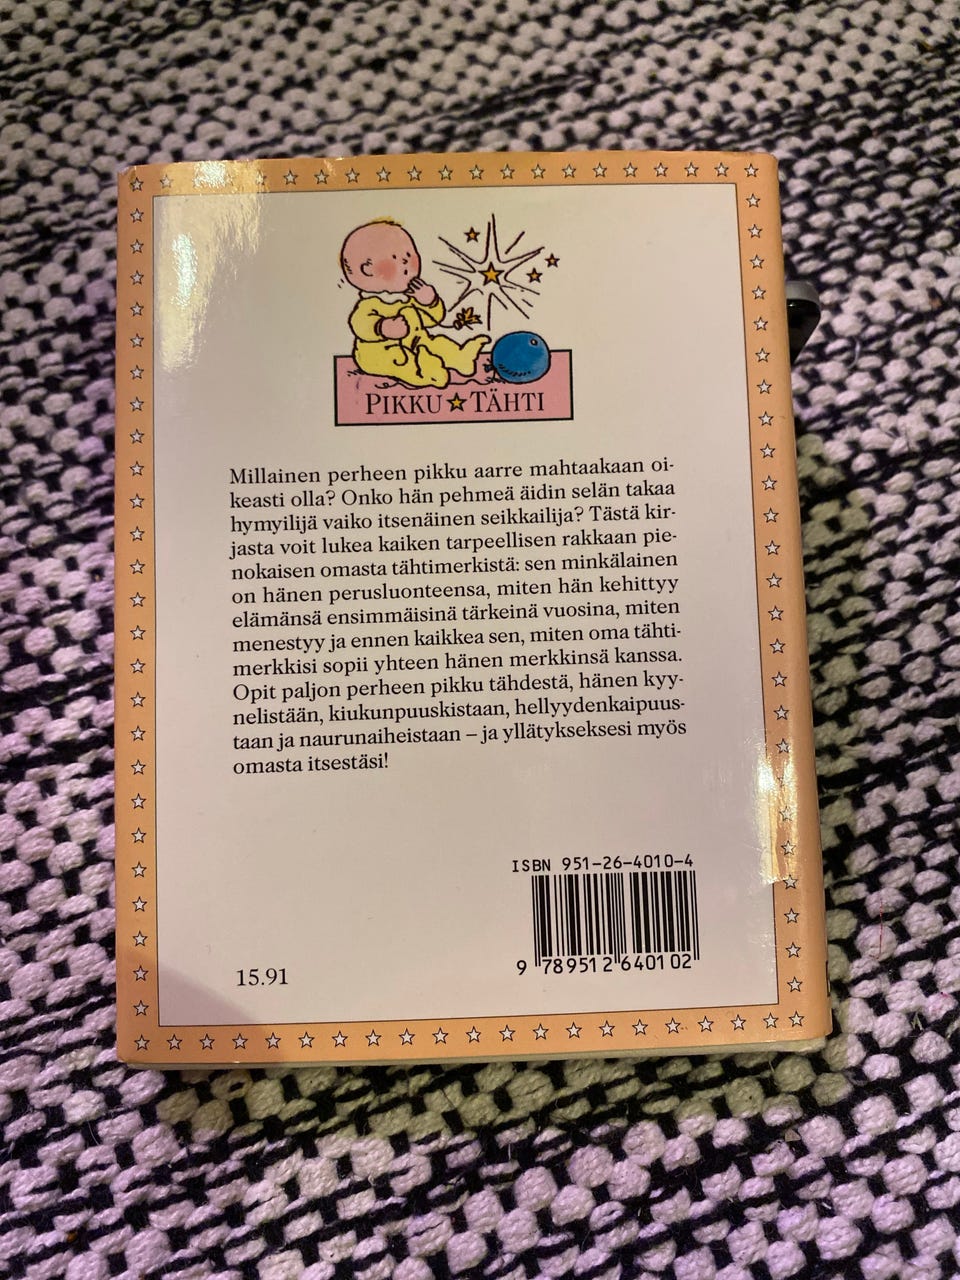 PIKKU TÄHTI
Millainen perheen pikku aarre mahtaakaan oi-
keasti olla? Onko hän pehmeä äidin selän takaa
hymyilijä vaiko itsenäinen seikkailija? Tästä kir-
jasta voit lukea kaiken tarpeellisen rakkaan pie-
nokaisen omasta tähtimerkistä: sen minkälainen
on hänen perusluonteensa, miten hän kehittyy
elämänsä ensimmäisinä tärkeinä vuosina, miten
menestyy ja ennen kaikkea sen, miten oma tähti-
merkkisi sopii yhteen hänen merkkinsä kanssa.
Opit paljon perheen pikku tähdestä, hänen kyy-
nelistään, kiukunpuuskistaan, hellyydenkaipuus-
taan ja naurunaiheistaan – ja yllätykseksesi myös
omasta itsestäsi!
ISBN 951-26-4010-4
9 789512 640102
15.91